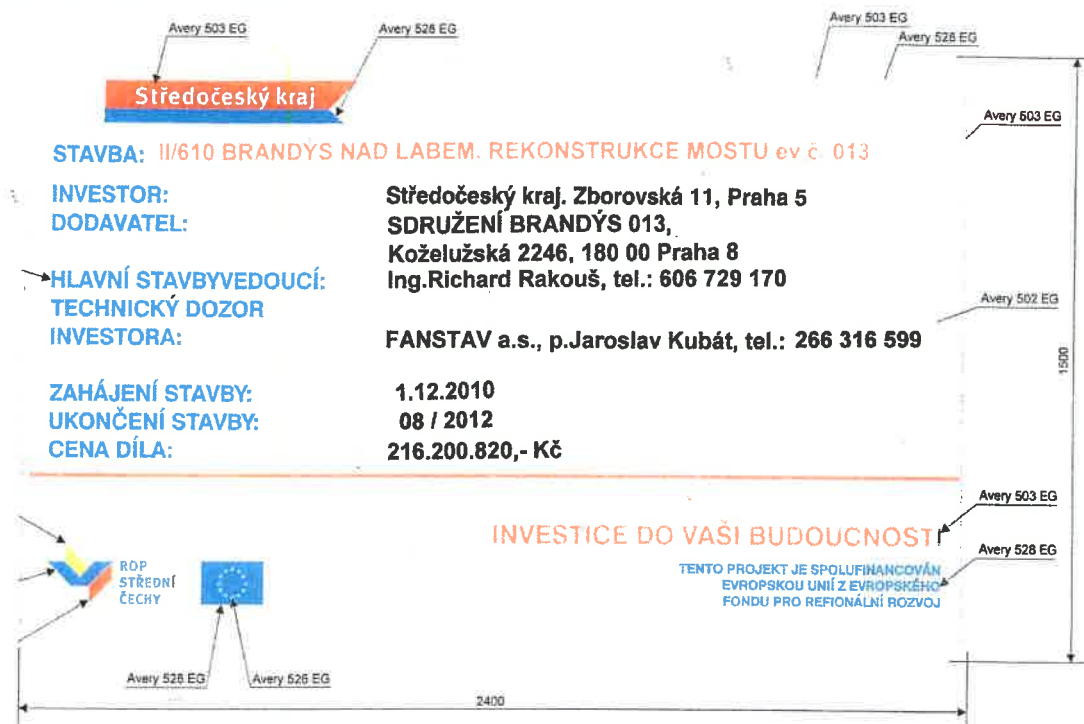 Avery 503 EG
Avery 528 EG
Avery 503 EG
Avery 528 EG
Středočeský kraj
Avery 503 EG
STAVBA: II/610 BRANDÝS NAD LABEM. REKONSTRUKCE MOSTU ev č. 013
INVESTOR: Středočeský kraj. Zborovská 11, Praha 5
DODAVATEL: SDRUŽENÍ BRANDÝS 013,
Koželužská 2246, 180 00 Praha 8
HLAVNÍ STAVBYVEDOUCÍ: Ing.Richard Rakouš, tel.: 606 729 170
TECHNICKÝ DOZOR
Avery 502 EG
INVESTORA: FANSTAV a.s., p.Jaroslav Kubát, tel.: 266 316 599
1500
ZAHÁJENÍ STAVBY: 1.12.2010
UKONČENÍ STAVBY: 08 / 2012
CENA DÍLA: 216.200.820,- Kč
Avery 503 EG
INVESTICE DO VAŠI BUDOUCNOSTI
Avery 528 EG
ROP
STŘEDNÍ
ČECHY
TENTO PROJEKT JE SPOLUFINANCOVÁN
EVROPSKOU UNIÍ Z EVROPSKÉHO
FONDU PRO REFIONÁLNÍ ROZVOJ
Avery 528 EG
Avery 526 EG
2400